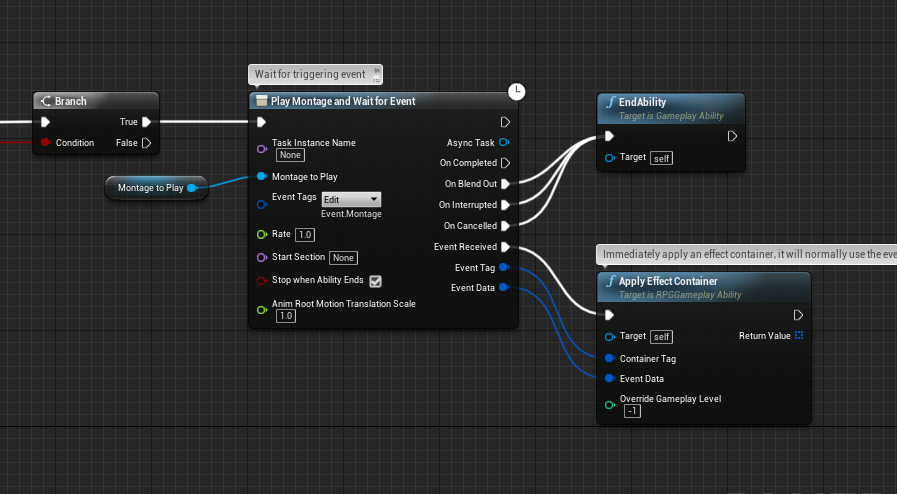 Wait for triggering event
Branch
True
Condition
False
Montage to Play
Play Montage and Wait for Event
Task Instance Name
None
Async Task
On Completed
Montage to Play
On Blend Out
Event Tags
Edit
Event.Montage
On Interrupted
On Cancelled
Rate
1.0
Event Received
Start Section
None
Event Tag
Stop when Ability Ends
Event Data
Anim Root Motion Translation Scale
1.0
EndAbility
Target is Gameplay Ability
Target
self
Immediately apply an effect container, it will normally use the eve
Apply Effect Container
Target is RPGGameplay Ability
Target
self
Return Value
Container Tag
Event Data
Override Gameplay Level
-1